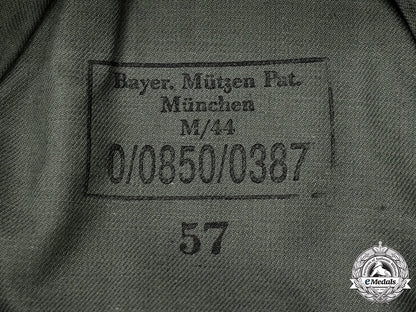 Bayer. Mützen Pat.
München
M/44
0/0850/0387
57
eMedals